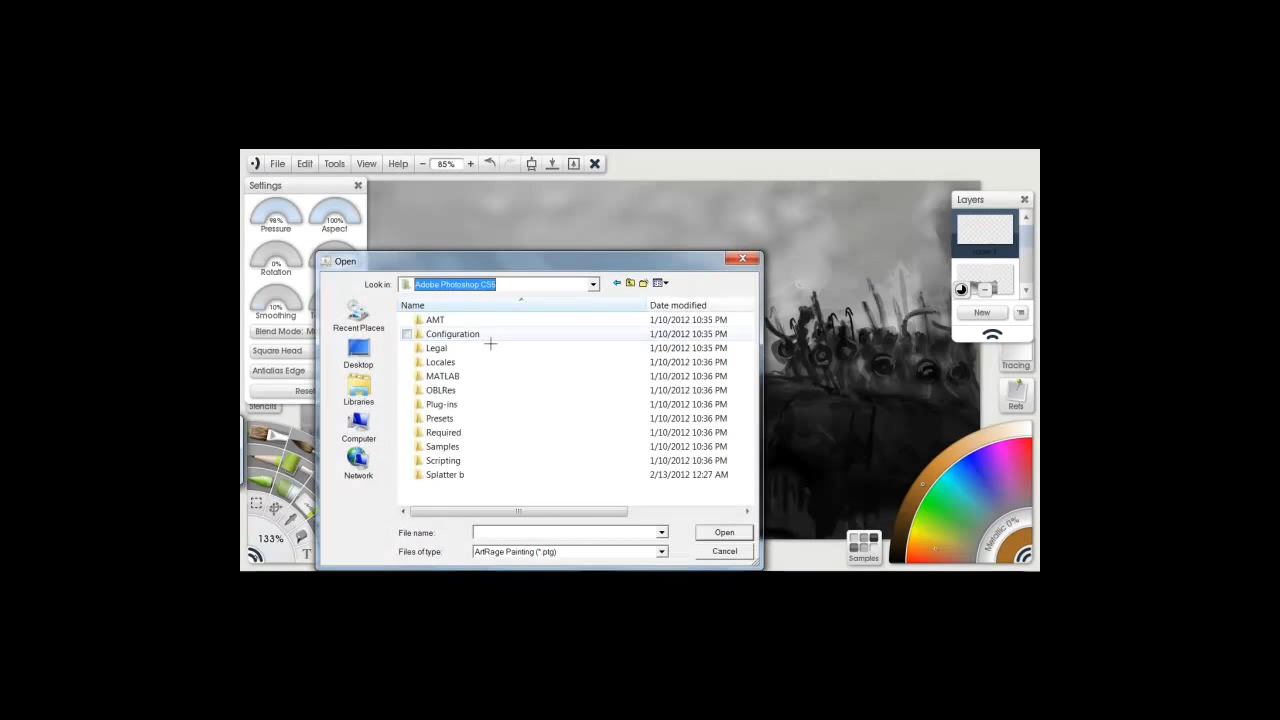 File Edit Tools View Help − 85% +
Settings
98% 100%
Pressure Aspect
0%
Rotation
10%
Smoothing
Blend Mode:
Square Head
Antialias Edge
Stencils
133%
T
Open
Look in: Adobe Photoshop CS5
Name Date modified
AMT 1/10/2012 10:35 PM
Configuration 1/10/2012 10:35 PM
Legal 1/10/2012 10:35 PM
Locales 1/10/2012 10:36 PM
MATLAB 1/10/2012 10:36 PM
OBLRes 1/10/2012 10:36 PM
Plug-ins 1/10/2012 10:36 PM
Presets 1/10/2012 10:36 PM
Required 1/10/2012 10:36 PM
Samples 1/10/2012 10:36 PM
Scripting 1/10/2012 10:36 PM
Splatter b 2/13/2012 12:27 AM
Recent Places
Desktop
Libraries
Computer
Network
File name: Open
Files of type: ArtRage Painting (*.ptg) Cancel
Layers
New
Tracing
Refs
Metallic 0%
Samples